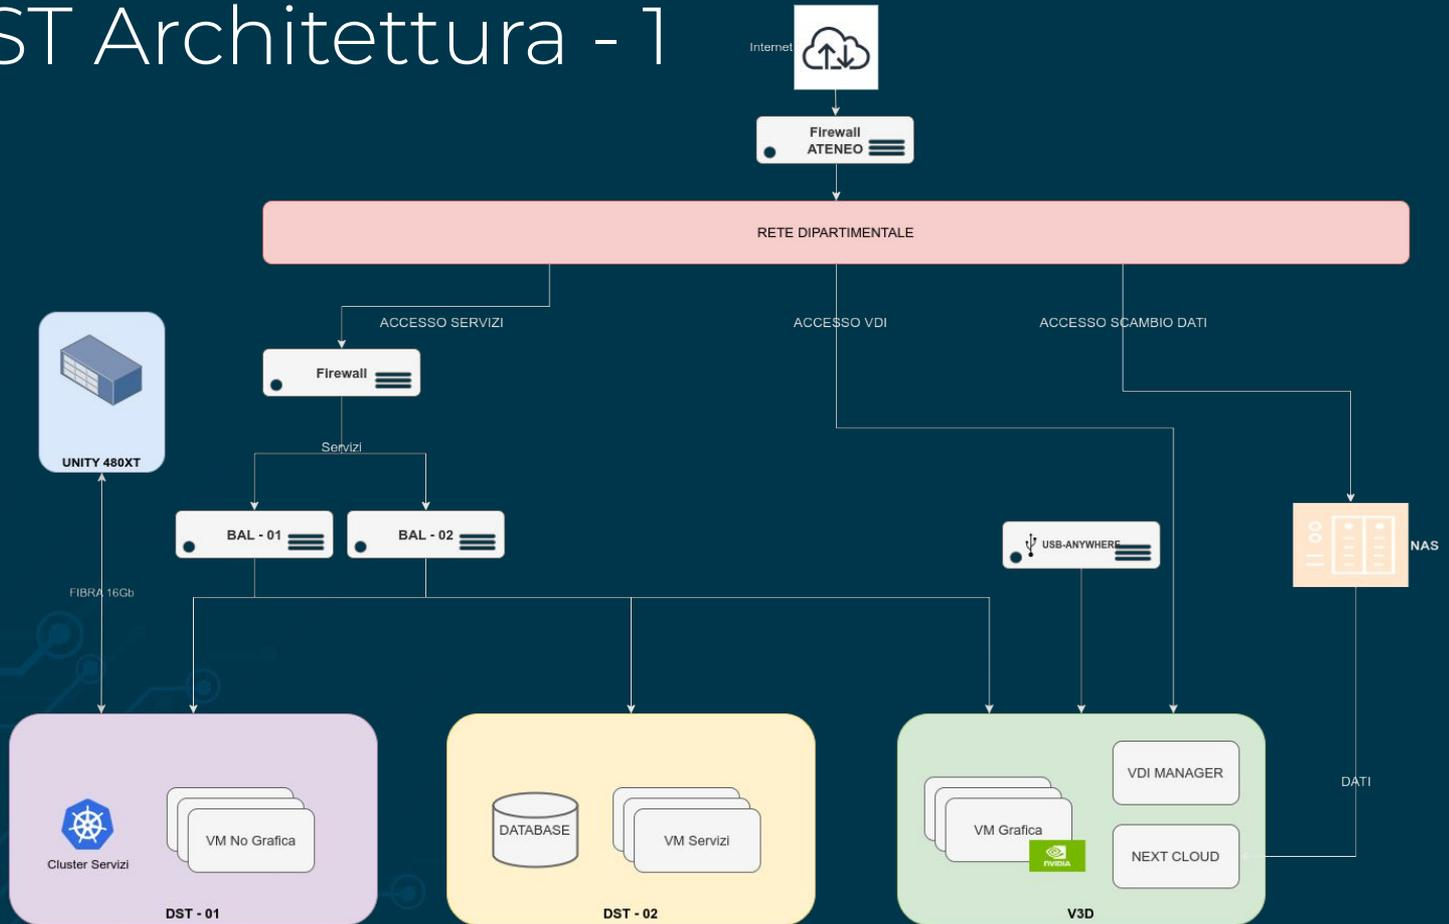 ST Architettura - 1
Internet
Firewall
ATENEO
RETE DIPARTIMENTALE
ACCESSO SERVIZI
ACCESSO VDI
ACCESSO SCAMBIO DATI
Firewall
UNITY 480XT
Servizi
BAL - 01
BAL - 02
USB-ANYWHERE
NAS
FIBRA 16Gb
VDI MANAGER
DATI
DATABASE
VM Grafica
VM No Grafica
VM Servizi
NEXT CLOUD
nVIDIA
Cluster Servizi
DST - 01
DST - 02
V3D